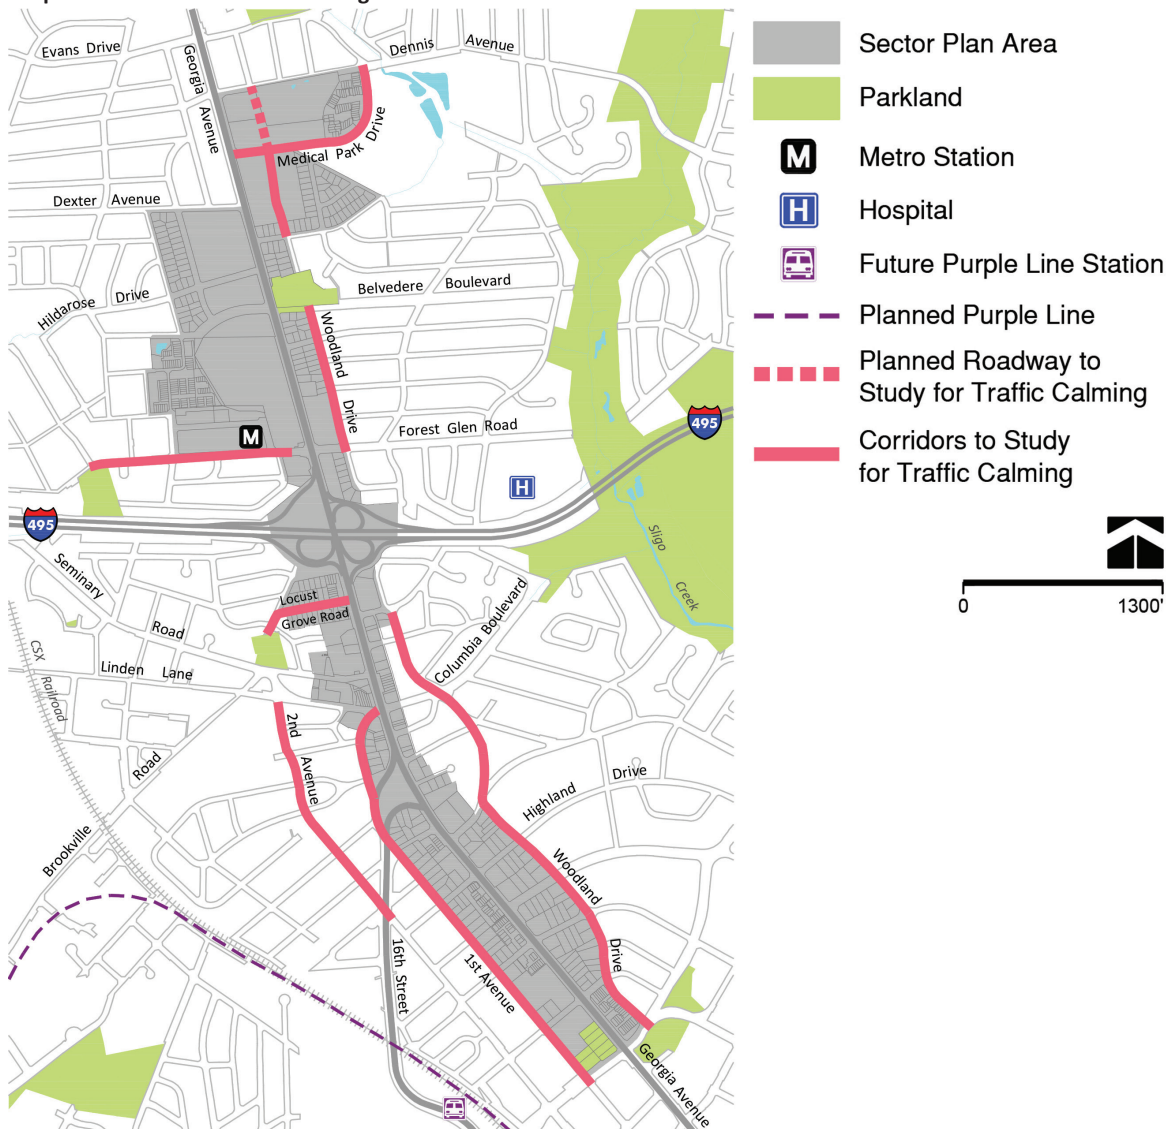 Evans Drive
Georgia
Avenue
Dennis Avenue
Medical Park Drive
Dexter Avenue
Hildarose Drive
Belvedere Boulevard
Woodland
Drive
Forest Glen Road
M
H
495
495
Sligo
Creek
Seminary
Road
Locust
Grove Road
Columbia Boulevard
CSX
Railroad
Linden Lane
2nd
Avenue
Road
Brookville
Highland Drive
Woodland
Drive
16th Street
1st Avenue
Georgia Avenue
Sector Plan Area
Parkland
M
Metro Station
H
Hospital
Future Purple Line Station
Planned Purple Line
Planned Roadway to
Study for Traffic Calming
Corridors to Study
for Traffic Calming
0 1300'